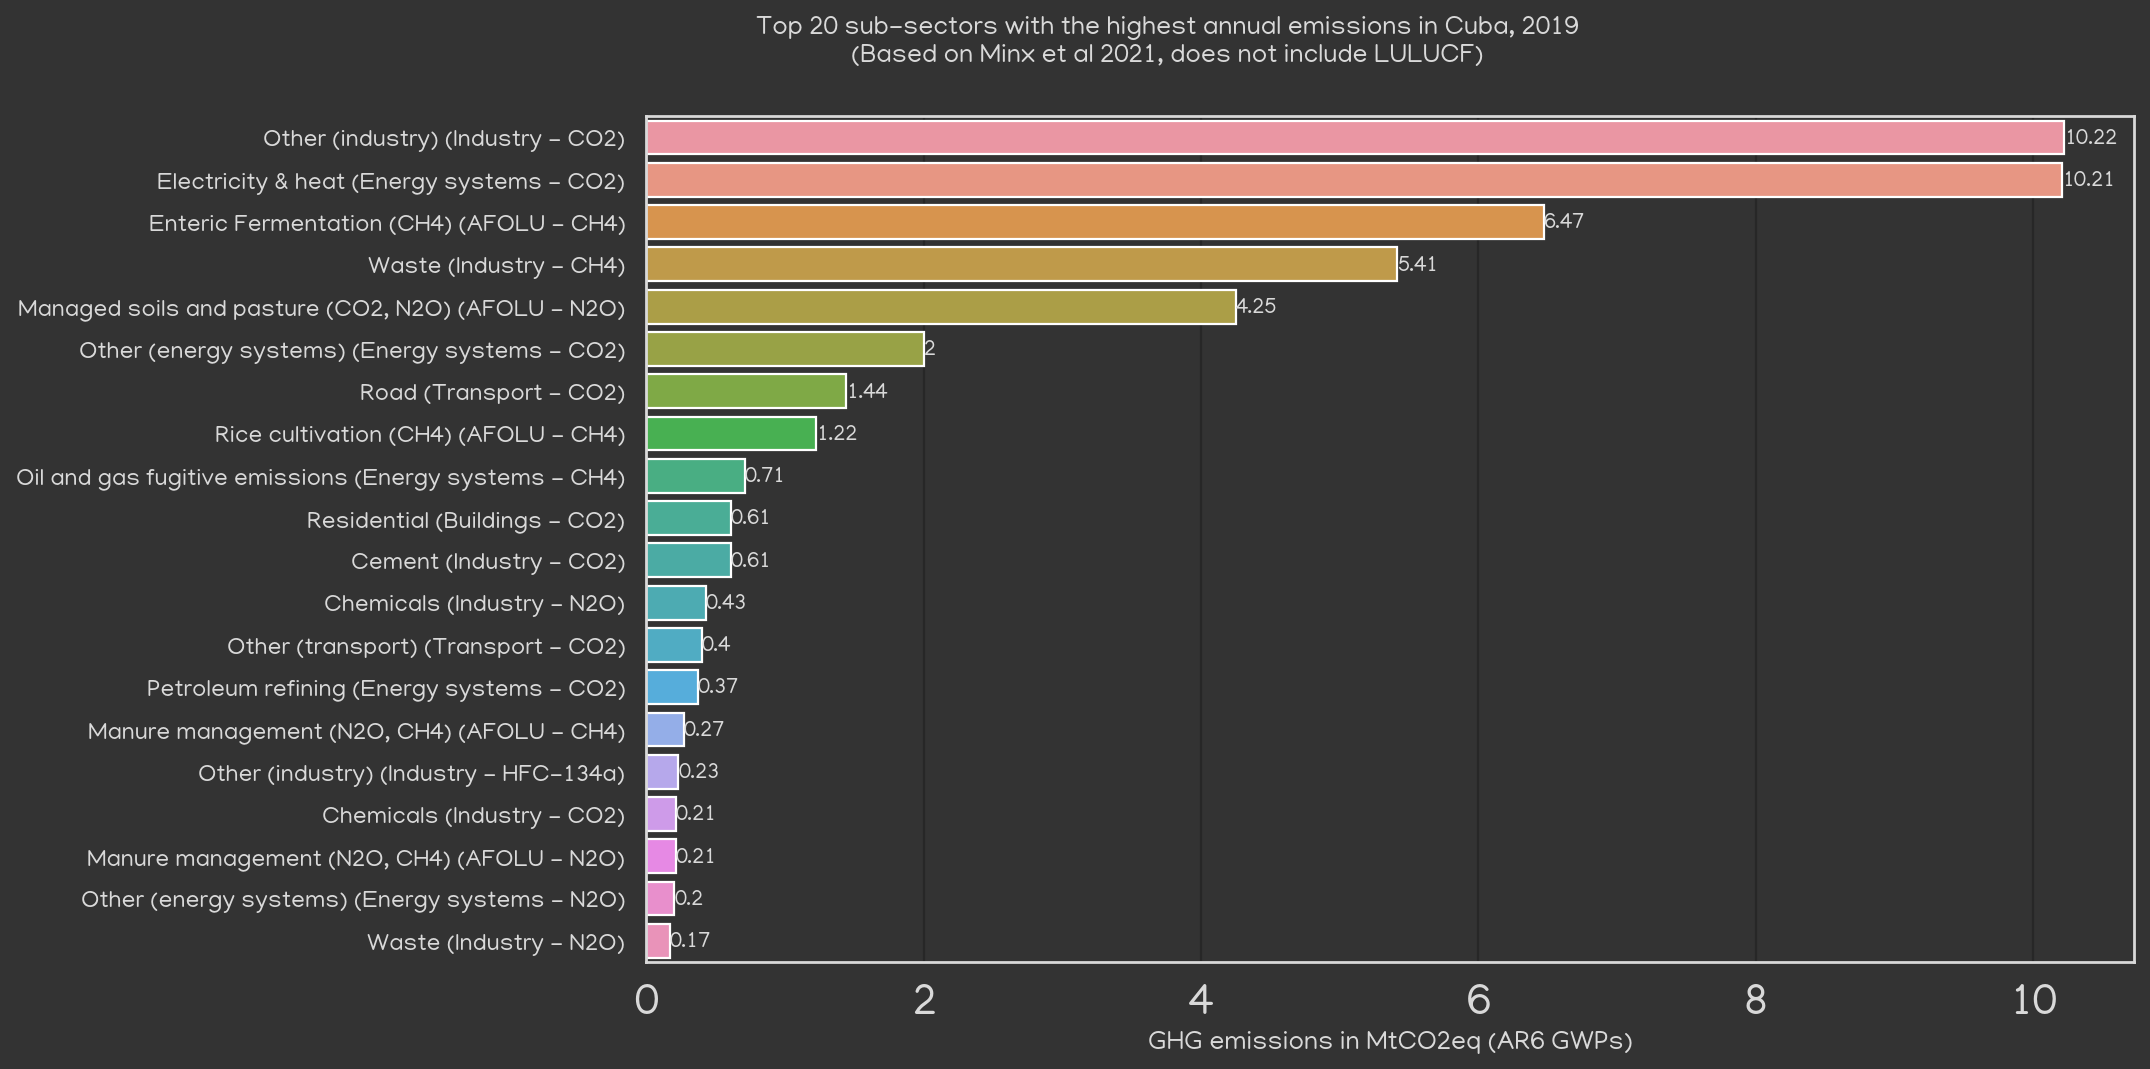 Top 20 sub-sectors with the highest annual emissions in Cuba, 2019
(Based on Minx et al 2021, does not include LULUCF)
Other (industry) (Industry - CO2) 10.22
Electricity & heat (Energy systems - CO2) 10.21
Enteric Fermentation (CH4) (AFOLU - CH4) 6.47
Waste (Industry - CH4) 5.41
Managed soils and pasture (CO2, N2O) (AFOLU - N2O) 4.25
Other (energy systems) (Energy systems - CO2) 2
Road (Transport - CO2) 1.44
Rice cultivation (CH4) (AFOLU - CH4) 1.22
Oil and gas fugitive emissions (Energy systems - CH4) 0.71
Residential (Buildings - CO2) 0.61
Cement (Industry - CO2) 0.61
Chemicals (Industry - N2O) 0.43
Other (transport) (Transport - CO2) 0.4
Petroleum refining (Energy systems - CO2) 0.37
Manure management (N2O, CH4) (AFOLU - CH4) 0.27
Other (industry) (Industry - HFC-134a) 0.23
Chemicals (Industry - CO2) 0.21
Manure management (N2O, CH4) (AFOLU - N2O) 0.21
Other (energy systems) (Energy systems - N2O) 0.2
Waste (Industry - N2O) 0.17
0 2 4 6 8 10
GHG emissions in MtCO2eq (AR6 GWPs)